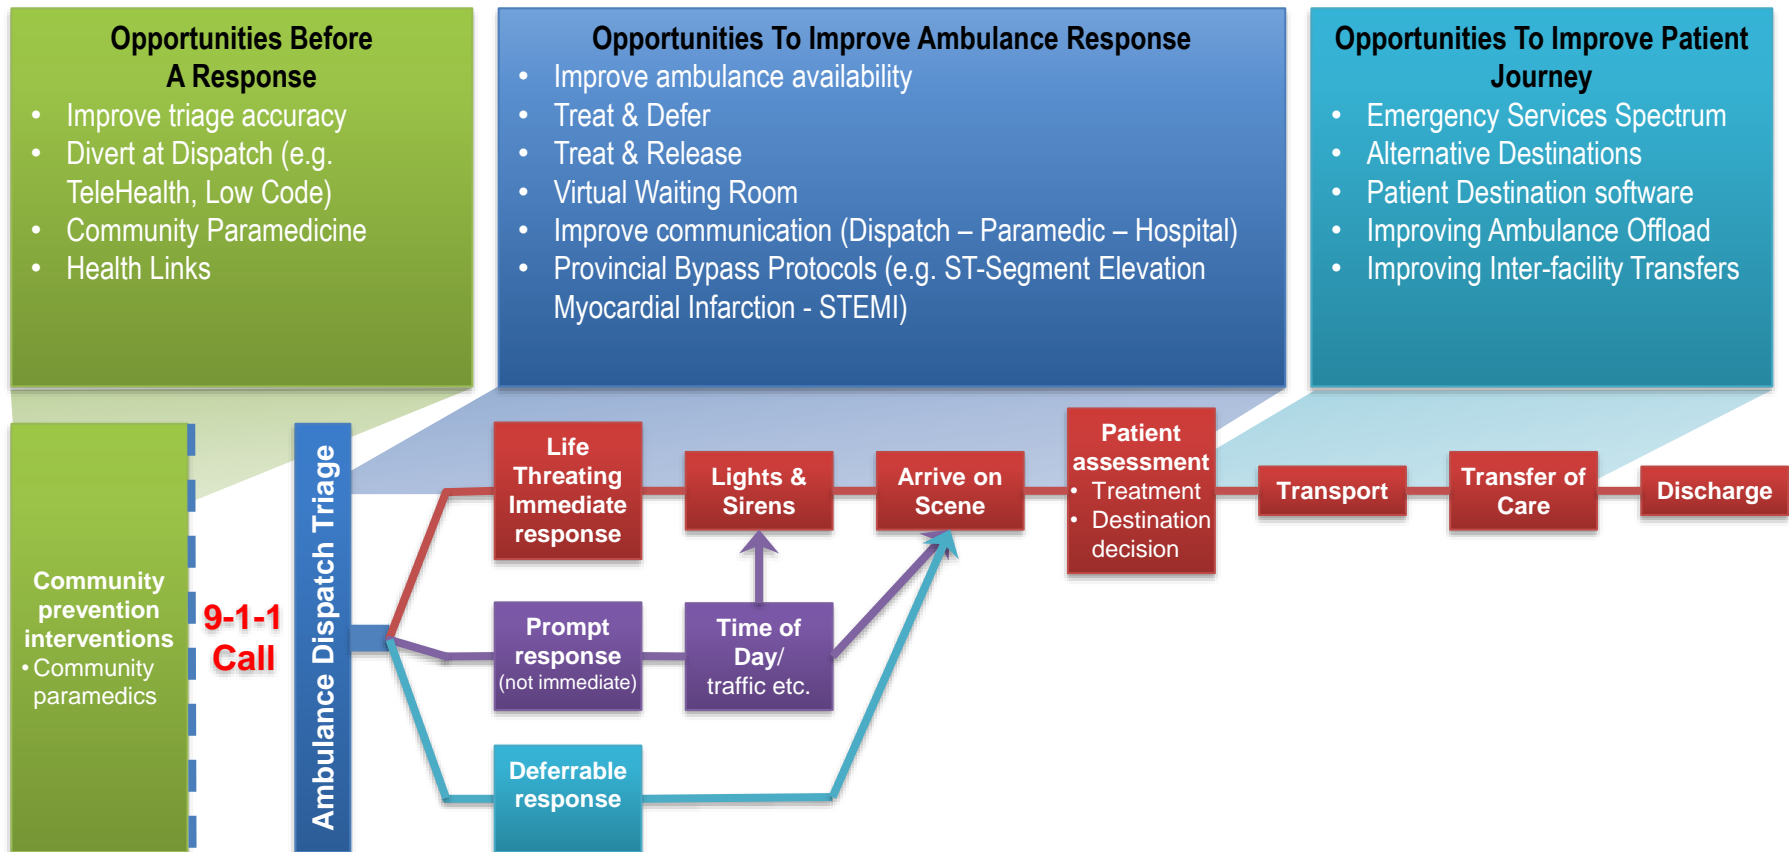 Opportunities Before
A Response
• Improve triage accuracy
• Divert at Dispatch (e.g.
TeleHealth, Low Code)
• Community Paramedicine
• Health Links
Opportunities To Improve Ambulance Response
• Improve ambulance availability
• Treat & Defer
• Treat & Release
• Virtual Waiting Room
• Improve communication (Dispatch – Paramedic – Hospital)
• Provincial Bypass Protocols (e.g. ST-Segment Elevation
Myocardial Infarction - STEMI)
Opportunities To Improve Patient
Journey
• Emergency Services Spectrum
• Alternative Destinations
• Patient Destination software
• Improving Ambulance Offload
• Improving Inter-facility Transfers
Community
prevention
interventions
• Community
paramedics
9-1-1
Call
Ambulance Dispatch Triage
Life
Threating
Immediate
response
Lights &
Sirens
Arrive on
Scene
Patient
assessment
• Treatment
• Destination
decision
Transport
Transfer of
Care
Discharge
Prompt
response
(not immediate)
Time of
Day/
traffic etc.
Deferrable
response